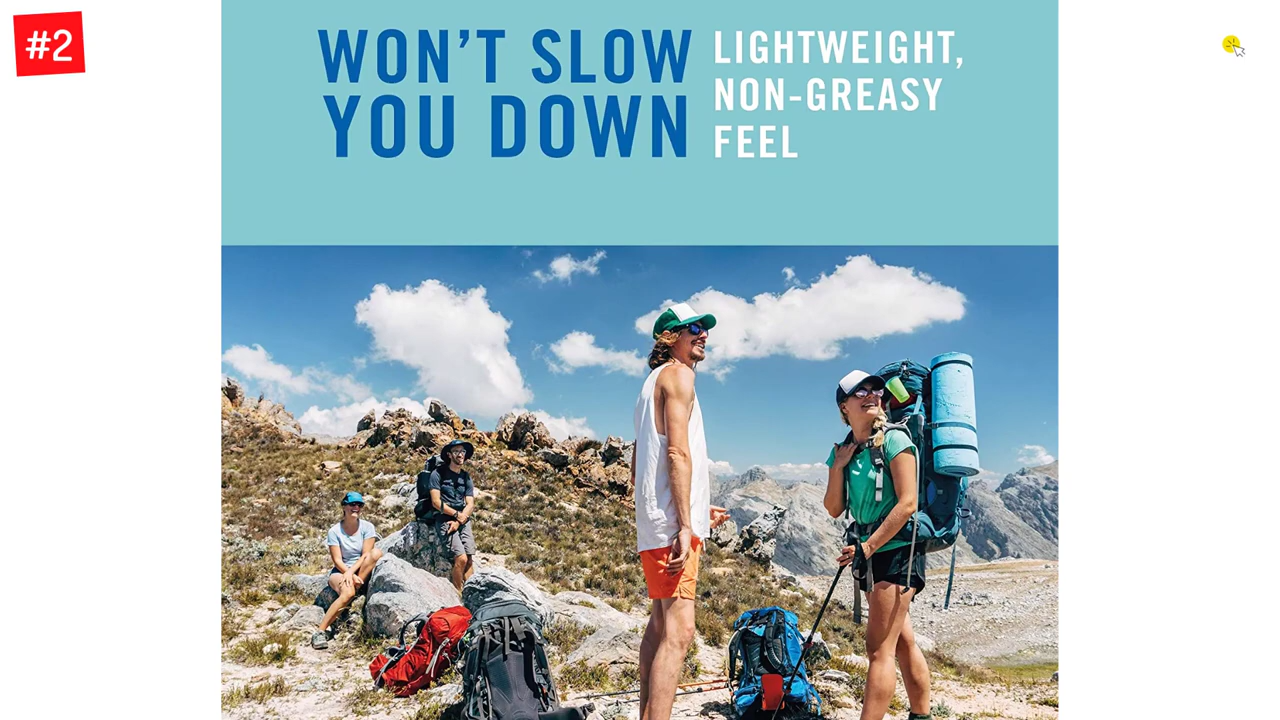 #2
WON'T SLOW
YOU DOWN
LIGHTWEIGHT,
NON-GREASY
FEEL